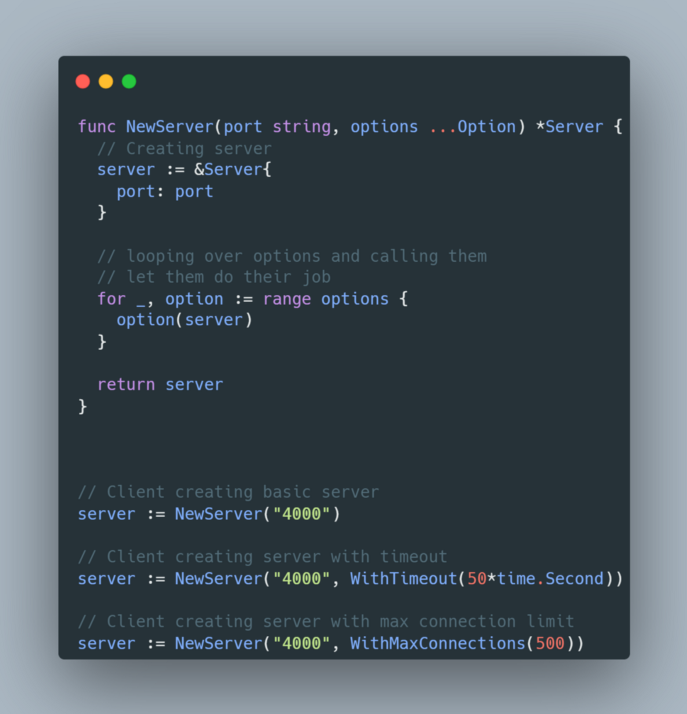 func NewServer(port string, options ...Option) *Server {
  // Creating server
  server := &Server{
    port: port
  }

  // looping over options and calling them
  // let them do their job
  for _, option := range options {
    option(server)
  }

  return server
}

// Client creating basic server
server := NewServer("4000")

// Client creating server with timeout
server := NewServer("4000", WithTimeout(50*time.Second))

// Client creating server with max connection limit
server := NewServer("4000", WithMaxConnections(500))